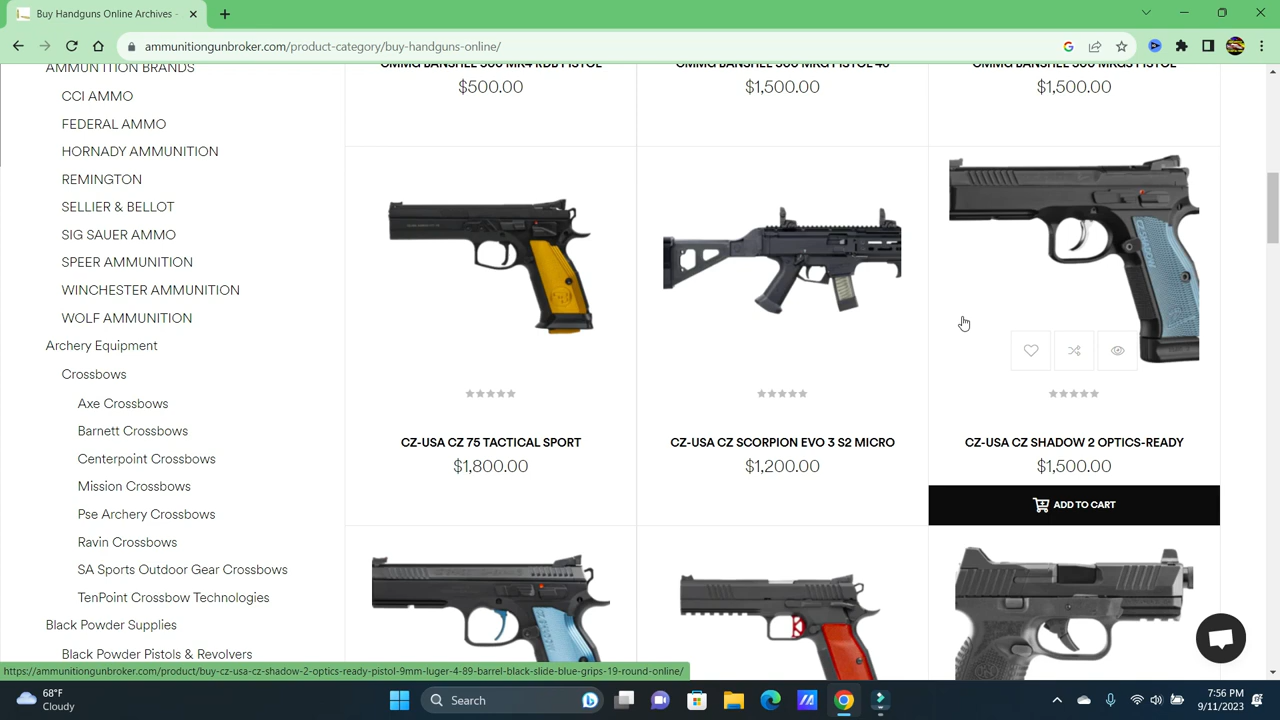 Buy Handguns Online Archives -
ammunitiongunbroker.com/product-category/buy-handguns-online/
AMMUNITION BRANDS
CCI AMMO
FEDERAL AMMO
HORNADY AMMUNITION
REMINGTON
SELLIER & BELLOT
SIG SAUER AMMO
SPEER AMMUNITION
WINCHESTER AMMUNITION
WOLF AMMUNITION
Archery Equipment
Crossbows
Axe Crossbows
Barnett Crossbows
Centerpoint Crossbows
Mission Crossbows
Pse Archery Crossbows
Ravin Crossbows
SA Sports Outdoor Gear Crossbows
TenPoint Crossbow Technologies
Black Powder Supplies
Black Powder Pistols & Revolvers
$500.00
$1,500.00
$1,500.00
CZ-USA CZ 75 TACTICAL SPORT
$1,800.00
CZ-USA CZ SCORPION EVO 3 S2 MICRO
$1,200.00
CZ-USA CZ SHADOW 2 OPTICS-READY
$1,500.00
ADD TO CART
https://ammunitiongunbroker.com/product/buy-cz-usa-cz-shadow-2-optics-ready-pistol-9mm-luger-4-89-barrel-black-slide-blue-grips-19-round-online/
68°F
Cloudy
Search
7:56 PM
9/11/2023